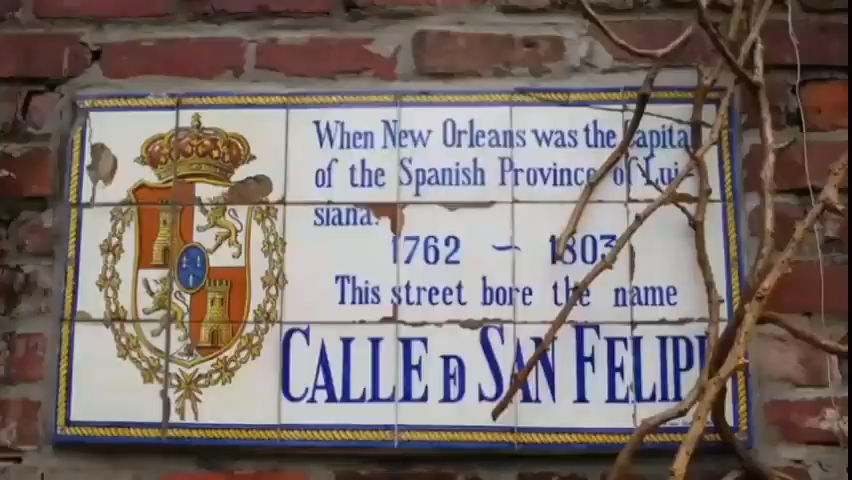 When New Orleans was the Capital
of the Spanish Province of Lui
siana.
1762 ~ 1803
This street bore the name
CALLE D SAN FELIPE